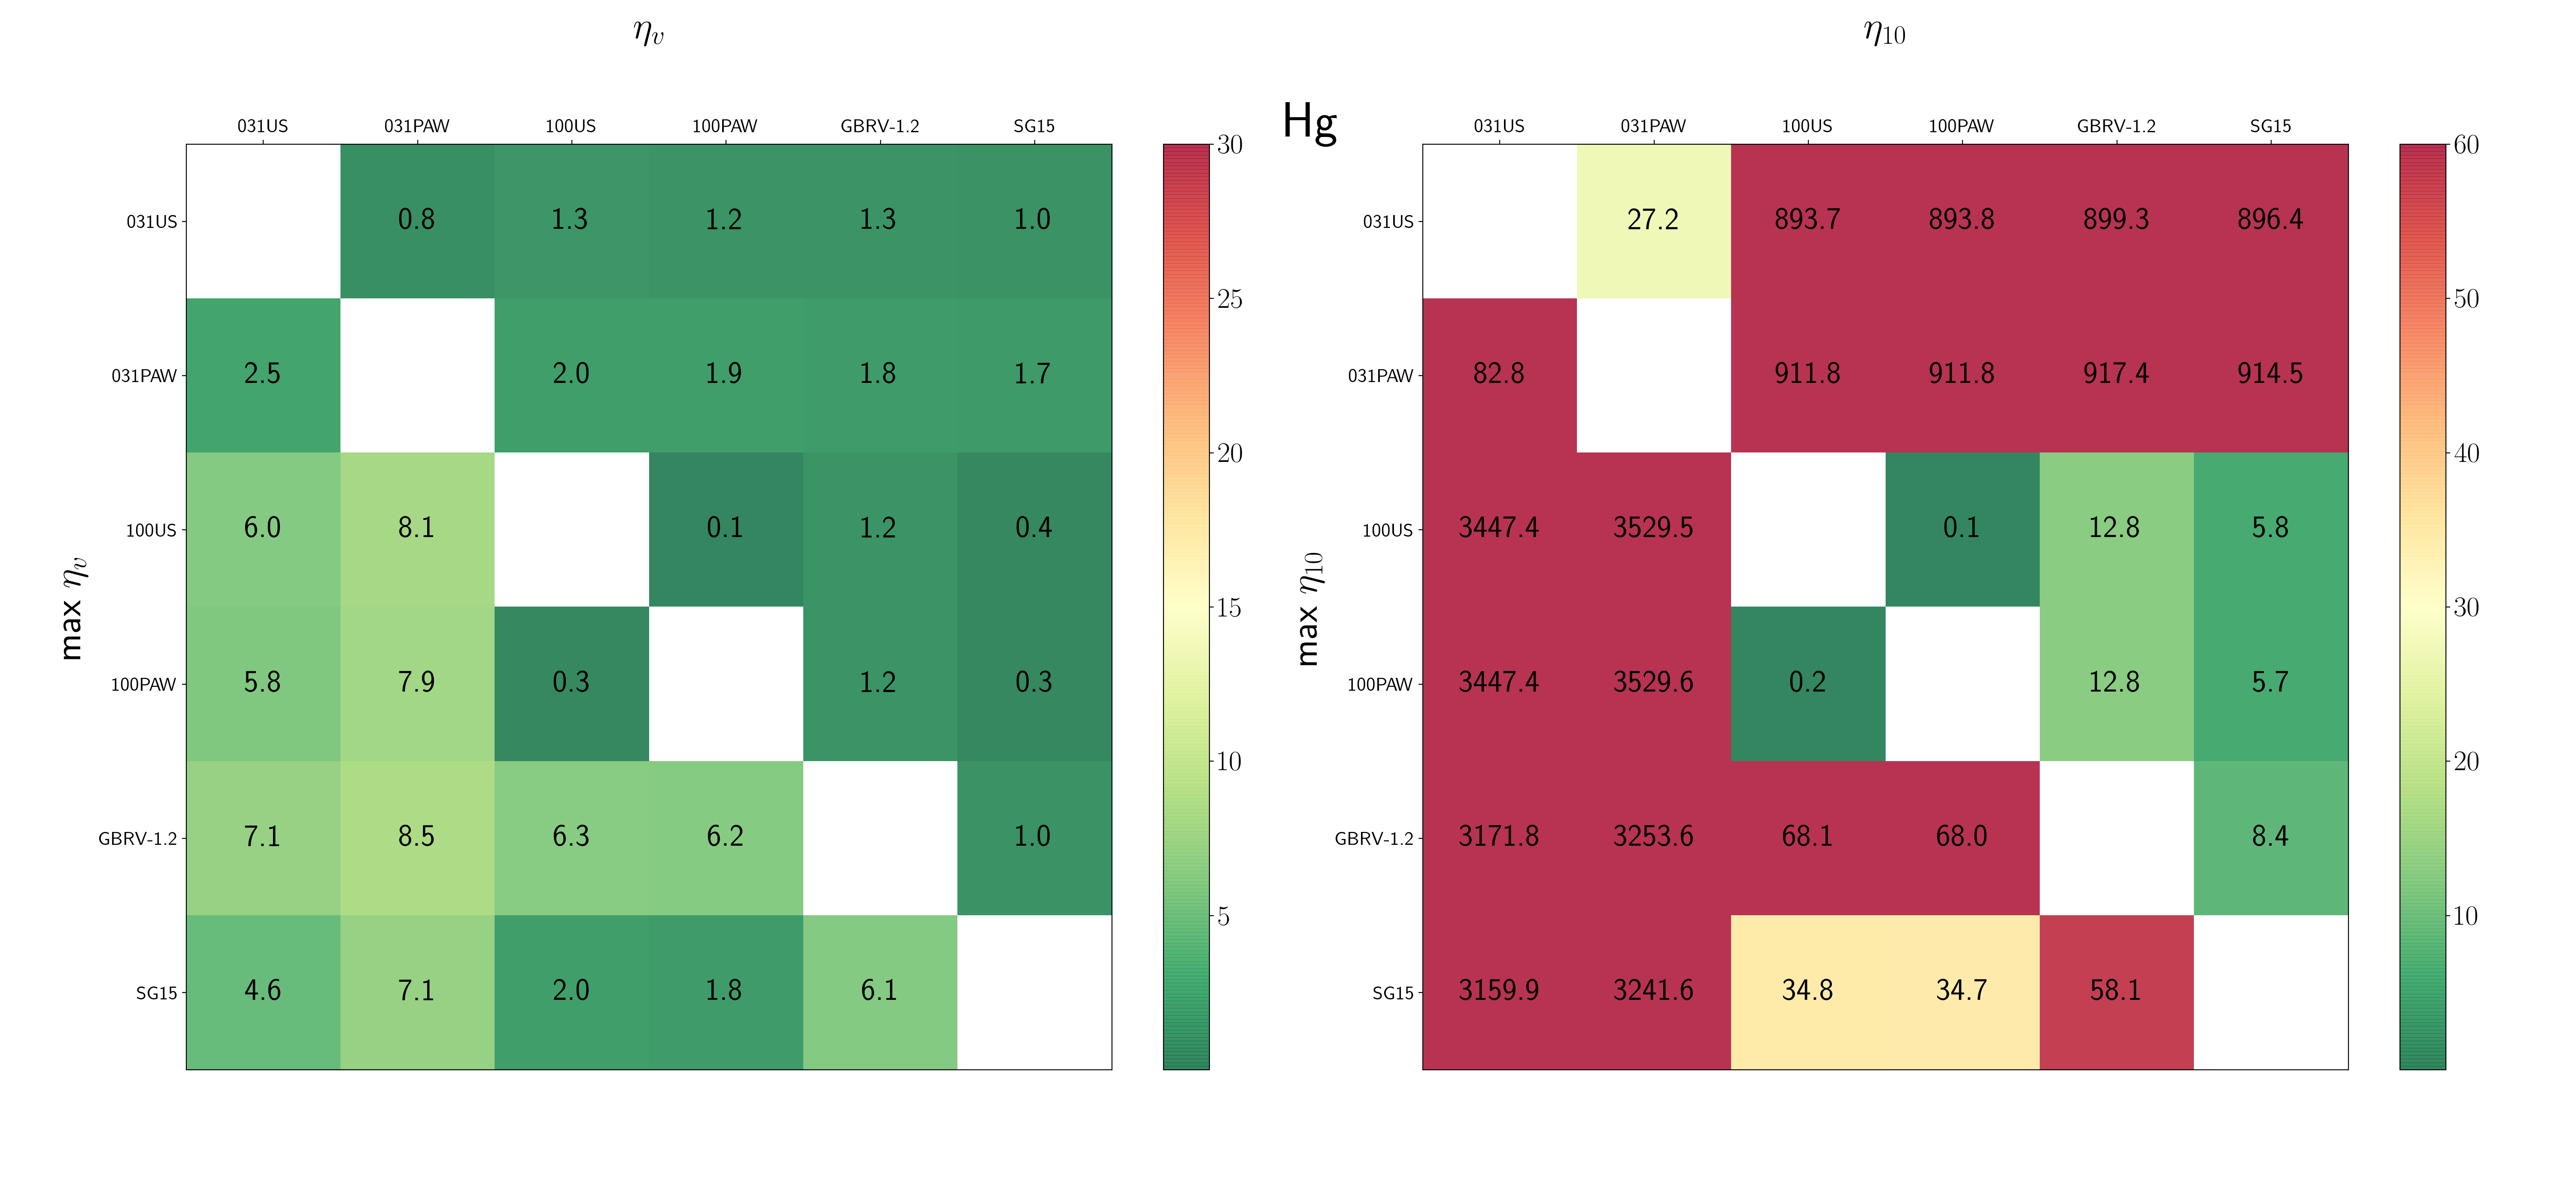 η_v
η_10
Hg
031US 031PAW 100US 100PAW GBRV-1.2 SG15
031US 0.8 1.3 1.2 1.3 1.0
031PAW 2.5 2.0 1.9 1.8 1.7
100US 6.0 8.1 0.1 1.2 0.4
100PAW 5.8 7.9 0.3 1.2 0.3
GBRV-1.2 7.1 8.5 6.3 6.2 1.0
SG15 4.6 7.1 2.0 1.8 6.1
max η_v
30
25
20
15
10
5
031US 031PAW 100US 100PAW GBRV-1.2 SG15
031US 27.2 893.7 893.8 899.3 896.4
031PAW 82.8 911.8 911.8 917.4 914.5
100US 3447.4 3529.5 0.1 12.8 5.8
100PAW 3447.4 3529.6 0.2 12.8 5.7
GBRV-1.2 3171.8 3253.6 68.1 68.0 8.4
SG15 3159.9 3241.6 34.8 34.7 58.1
max η_10
60
50
40
30
20
10